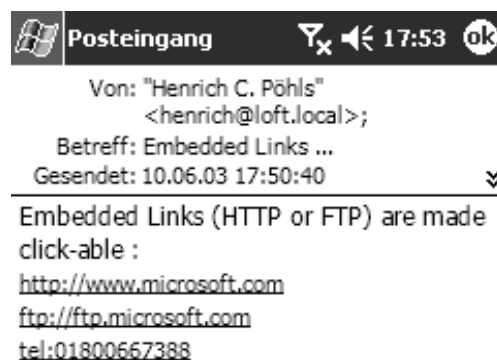 Posteingang 17:53 ok
Von: "Henrich C. Pöhls"
<henrich@loft.local>;
Betreff: Embedded Links ...
Gesendet: 10.06.03 17:50:40
Embedded Links (HTTP or FTP) are made
click-able :
http://www.microsoft.com
ftp://ftp.microsoft.com
tel:01800667388